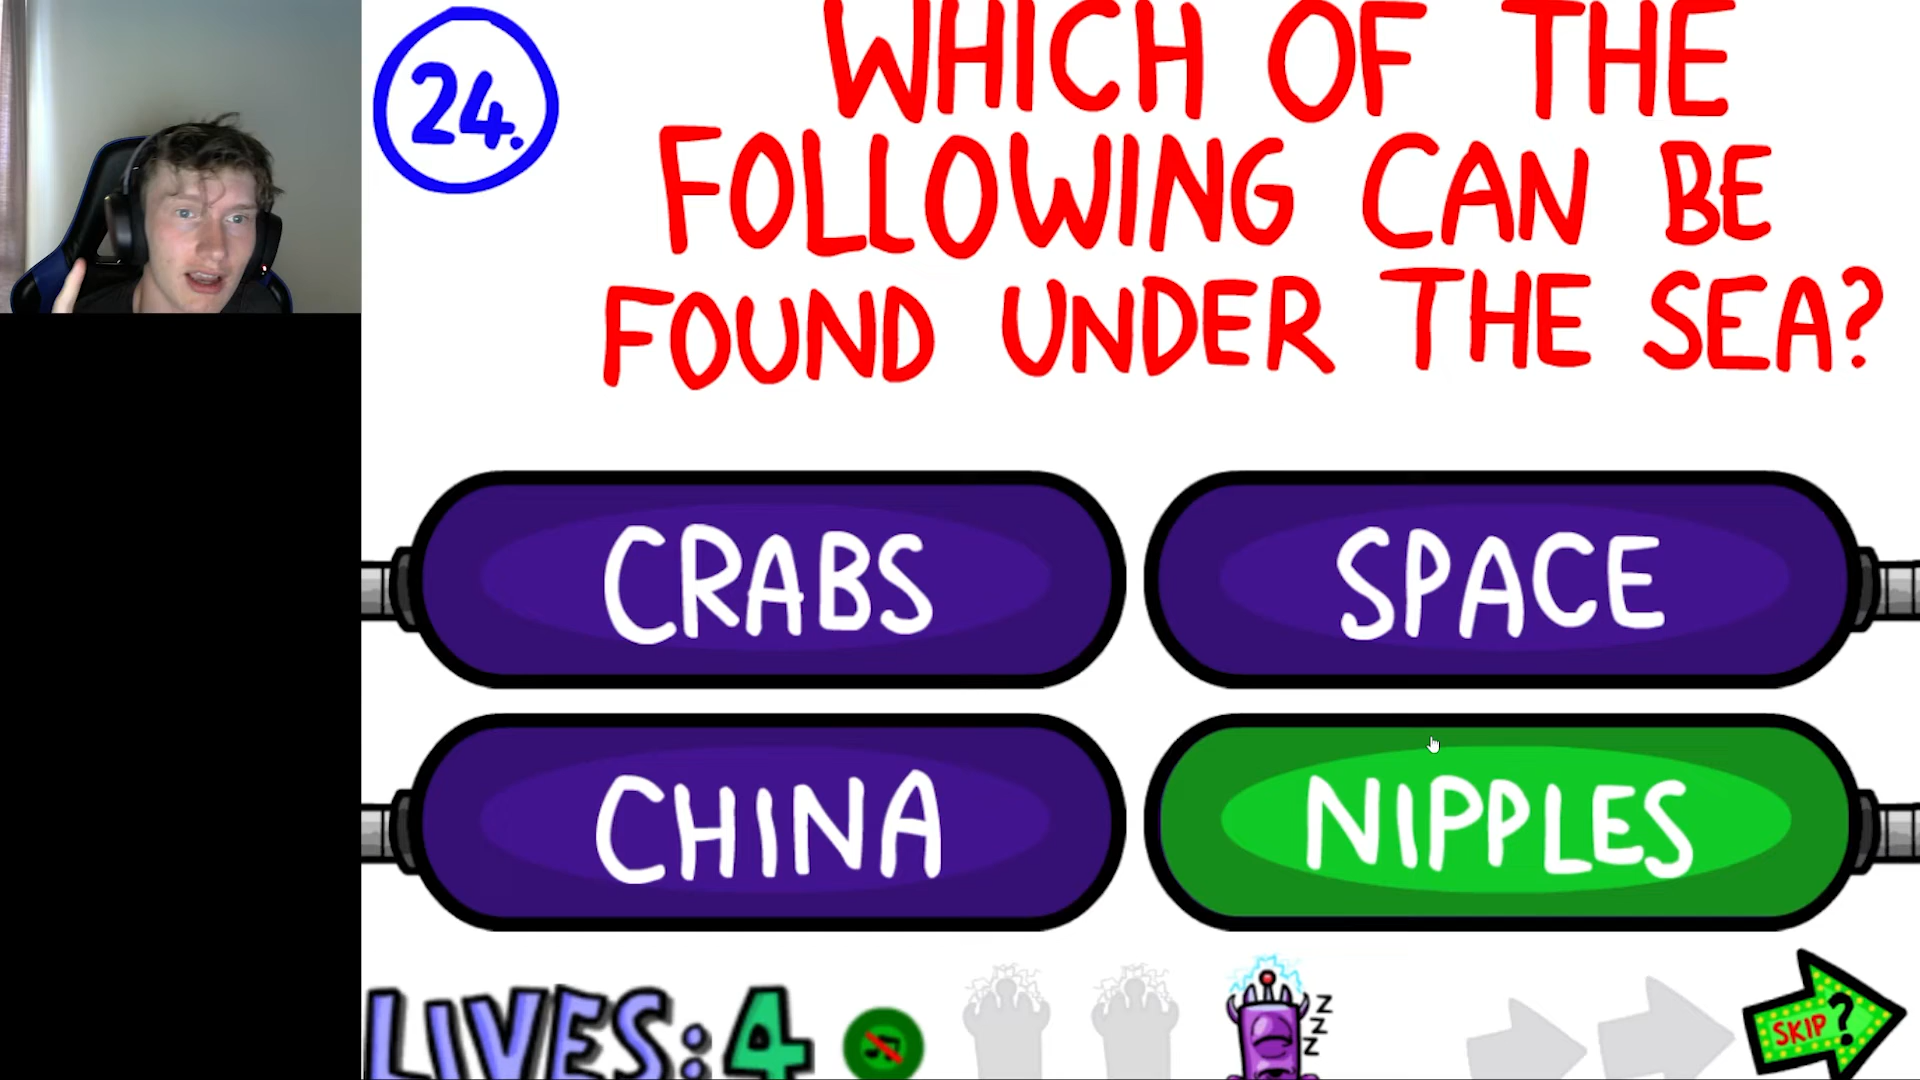 24.
WHICH OF THE
FOLLOWING CAN BE
FOUND UNDER THE SEA?
CRABS
SPACE
CHINA
NIPPLES
LIVES: 4
Z
Z
Z
SKIP?